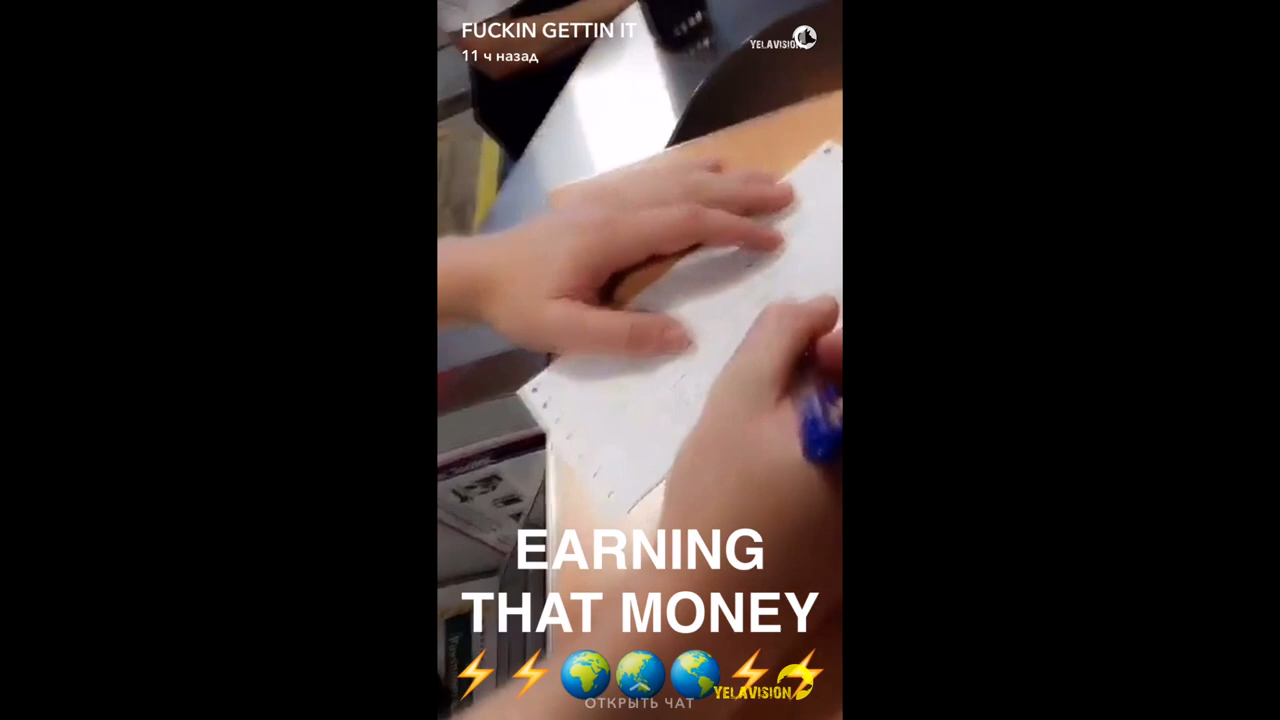 FUCKIN GETTIN IT
YELAVISION
11 ч назад
EARNING
THAT MONEY
YELAVISION
ОТКРЫТЬ ЧАТ